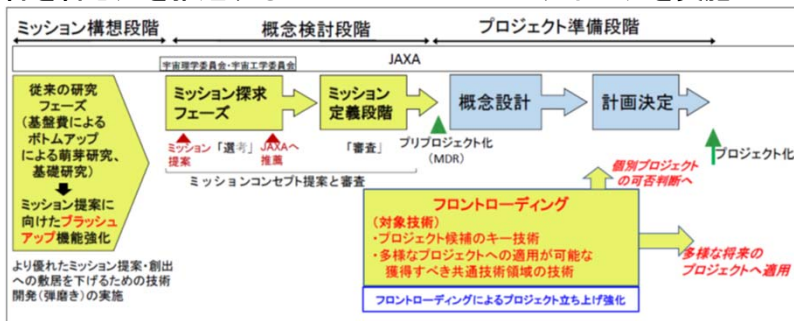 ミッション構想段階
概念検討段階
プロジェクト準備段階
JAXA
宇宙理学委員会・宇宙工学委員会
従来の研究
フェーズ
(基盤費による
ボトムアップ
による萌芽研究、
基礎研究)
ミッション提案に
向けたブラッシュ
アップ機能強化
ミッション探求
フェーズ
ミッション
定義段階
概念設計
計画決定
ミッション
提案
「選考」
JAXAへ
推薦
「審査」
プリプロジェクト化
(MDR)
プロジェクト化
ミッションコンセプト提案と審査
個別プロジェクト
の可否判断へ
フロントローディング
(対象技術)
・プロジェクト候補のキー技術
・多様なプロジェクトへの適用が可能な
獲得すべき共通技術領域の技術
多様な将来の
プロジェクトへ適用
フロントローディングによるプロジェクト立ち上げ強化
より優れたミッション提案・創出
への敷居を下げるための技術
開発(弾磨き)の実施